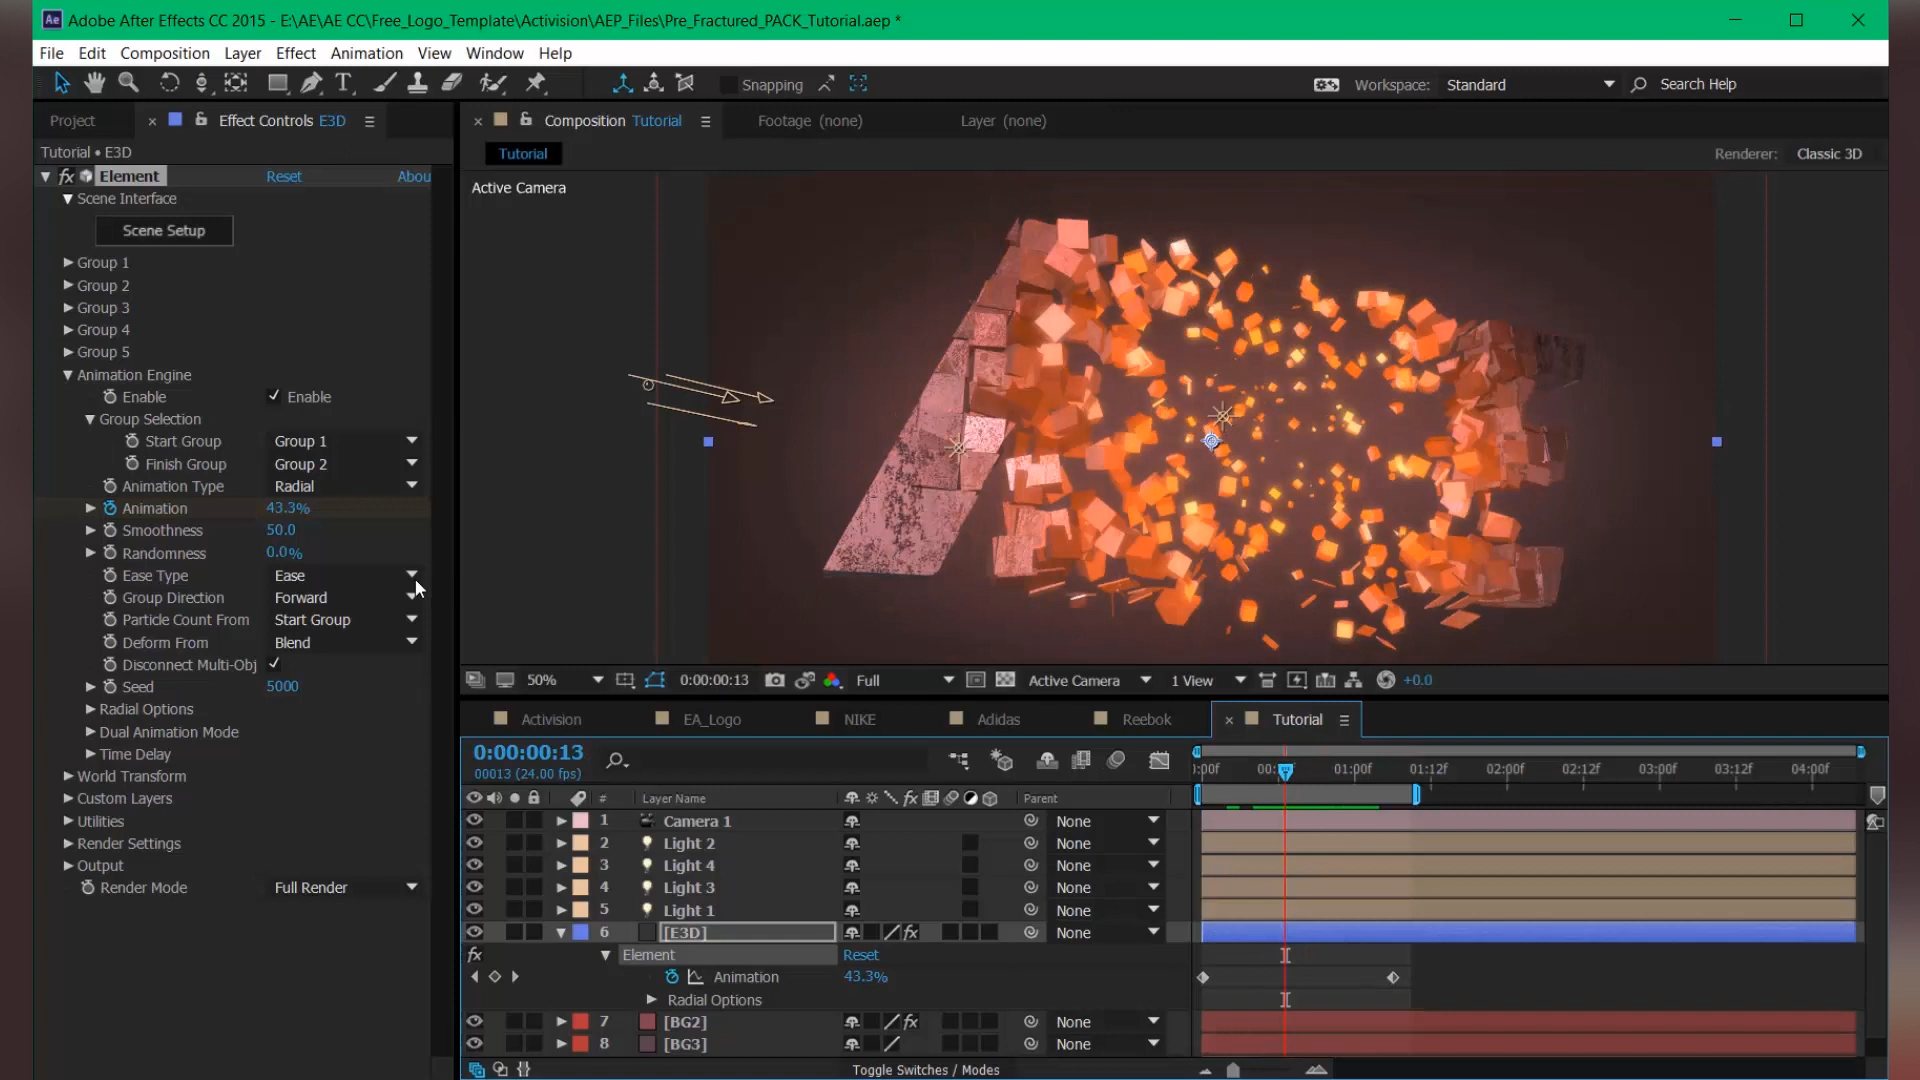 Ae Adobe After Effects CC 2015 - E:\AE\AE CC\Free_Logo_Template\Activision\AEP_Files\Pre_Fractured_PACK_Tutorial.aep *
File Edit Composition Layer Effect Animation View Window Help
Snapping
Workspace: Standard
Search Help
Project
Effect Controls E3D
Tutorial • E3D
fx Element Reset Abou
Scene Interface
Scene Setup
Group 1
Group 2
Group 3
Group 4
Group 5
Animation Engine
Enable Enable
Group Selection
Start Group Group 1
Finish Group Group 2
Animation Type Radial
Animation 43.3%
Smoothness 50.0
Randomness 0.0%
Ease Type Ease
Group Direction Forward
Particle Count From Start Group
Deform From Blend
Disconnect Multi-Obj
Seed 5000
Radial Options
Dual Animation Mode
Time Delay
World Transform
Custom Layers
Utilities
Render Settings
Output
Render Mode Full Render
Composition Tutorial
Footage (none)
Layer (none)
Tutorial
Renderer: Classic 3D
Active Camera
50% 0:00:00:13 Full Active Camera 1 View +0.0
Activision EA_Logo NIKE Adidas Reebok Tutorial
0:00:00:13
00013 (24.00 fps)
):00f 00: 01:00f 01:12f 02:00f 02:12f 03:00f 03:12f 04:00f
# Layer Name fx Parent
1 Camera 1 None
2 Light 2 None
3 Light 4 None
4 Light 3 None
5 Light 1 None
6 [E3D] fx None
fx Element Reset
Animation 43.3%
Radial Options
7 [BG2] fx None
8 [BG3] None
Toggle Switches / Modes